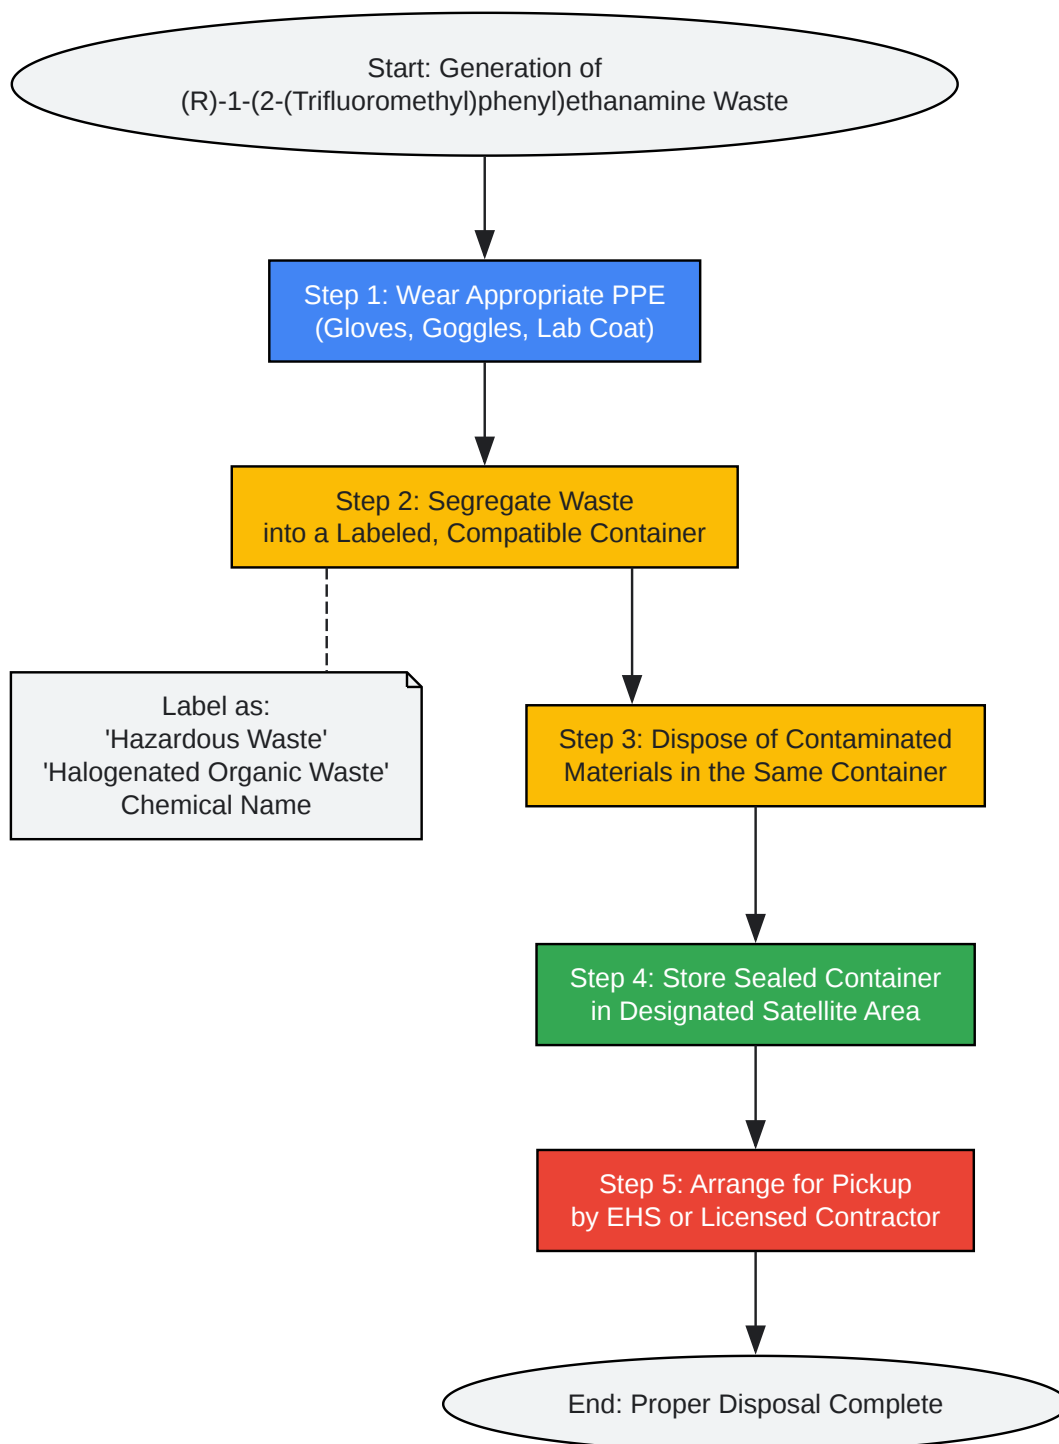 Start: Generation of
(R)-1-(2-(Trifluoromethyl)phenyl)ethanamine Waste
Step 1: Wear Appropriate PPE
(Gloves, Goggles, Lab Coat)
Step 2: Segregate Waste
into a Labeled, Compatible Container
Label as:
'Hazardous Waste'
'Halogenated Organic Waste'
Chemical Name
Step 3: Dispose of Contaminated
Materials in the Same Container
Step 4: Store Sealed Container
in Designated Satellite Area
Step 5: Arrange for Pickup
by EHS or Licensed Contractor
End: Proper Disposal Complete